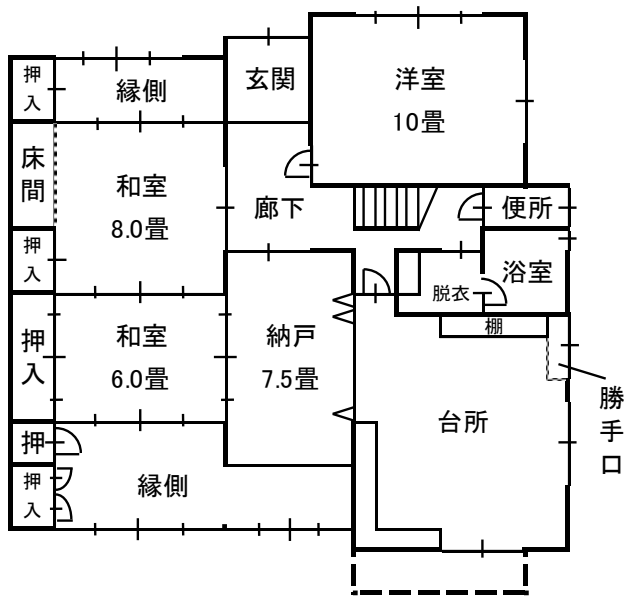 押入
縁側
玄関
洋室
10畳
床間
和室
8.0畳
廊下
便所
押入
脱衣
浴室
押入
和室
6.0畳
納戸
7.5畳
棚
台所
勝手口
押
押入
縁側